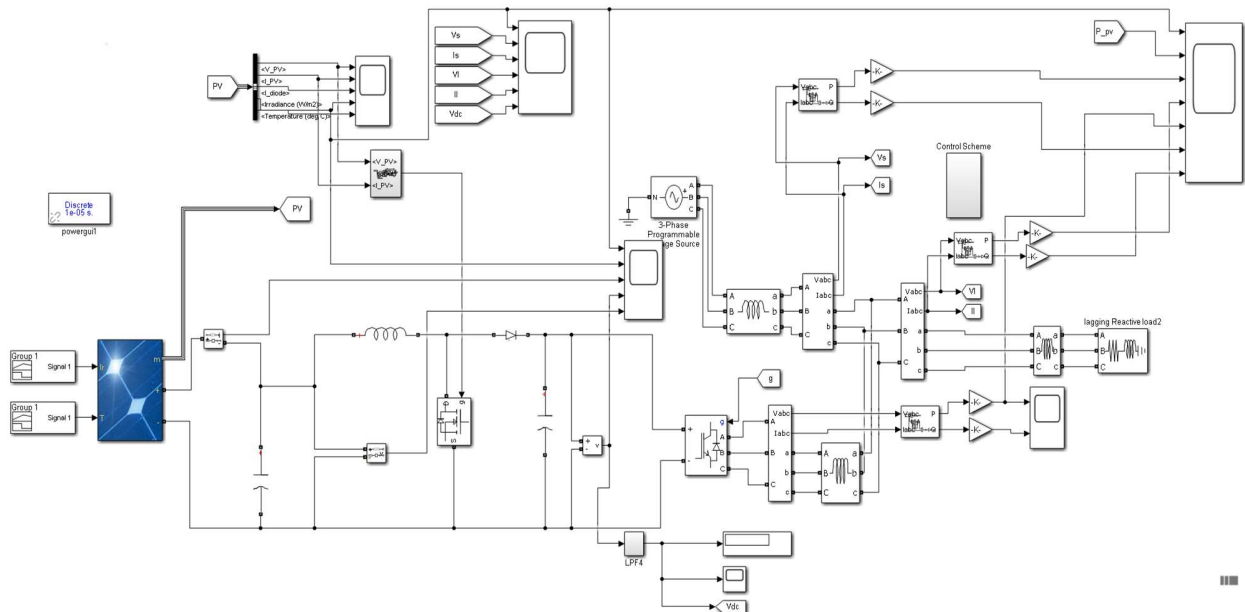 Vs
Is
Vl
Il
Vdc
P_pv
PV
<V_PV>
<I_PV>
<I_diode>
<Irradiance (W/m2)>
<Temperature (deg.C)>
<V_PV>
<I_PV>
Vabc P
Iabc
Q
-K-
-K-
Control Scheme
Vs
Is
Discrete
1e-05 s.
powergui1
PV
N A
B
C
3-Phase
Programmable
ge Source
Vabc P
Iabc
Q
-K-
-K-
Vl
Il
A a
B b
C c
Vabc
A Iabc
a
B b
C c
Vabc
A Iabc
a
B b
C c
lagging Reactive load2
A
B
C
Group 1
Signal 1
Ir
m
+
-
Group 1
Signal 1
T
D g
S
+
-
v
g
g
+ A
B
- C
Vabc
A Iabc
B a
b
C c
A a
B b
C c
Vabc P
Iabc
Q
-K-
-K-
LPF4
Vdc